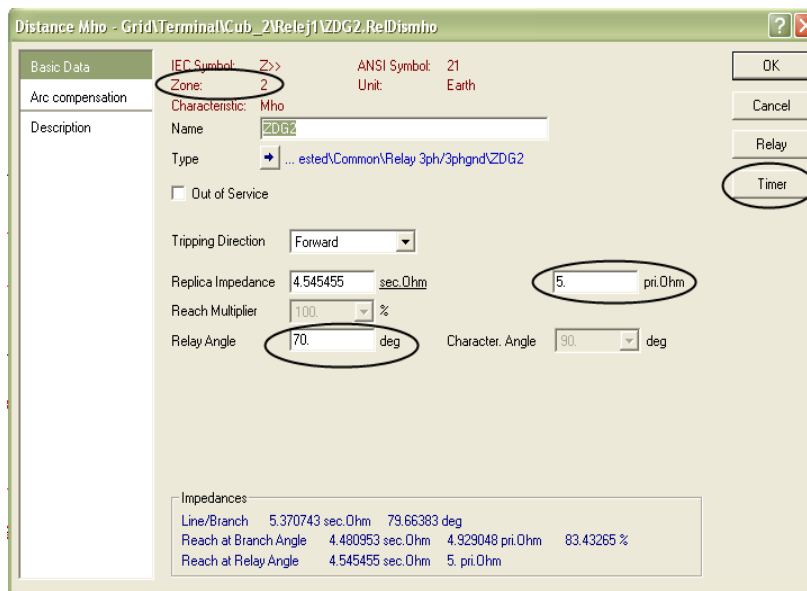 Distance Mho - Grid\Terminal\Cub_2\Relej1\ZDG2.RelDismho
Basic Data
Arc compensation
Description
IEC Symbol: Z>> ANSI Symbol: 21
Zone: 2 Unit: Earth
Characteristic: Mho
Name ZDG2
Type ... ested\Common\Relay 3ph/3phgnd\ZDG2
Out of Service
Tripping Direction Forward
Replica Impedance 4.545455 sec.Ohm 5. pri.Ohm
Reach Multiplier 100. %
Relay Angle 70. deg Character. Angle 90. deg
Impedances
Line/Branch 5.370743 sec.Ohm 79.66383 deg
Reach at Branch Angle 4.480953 sec.Ohm 4.929048 pri.Ohm 83.43265 %
Reach at Relay Angle 4.545455 sec.Ohm 5. pri.Ohm
OK
Cancel
Relay
Timer